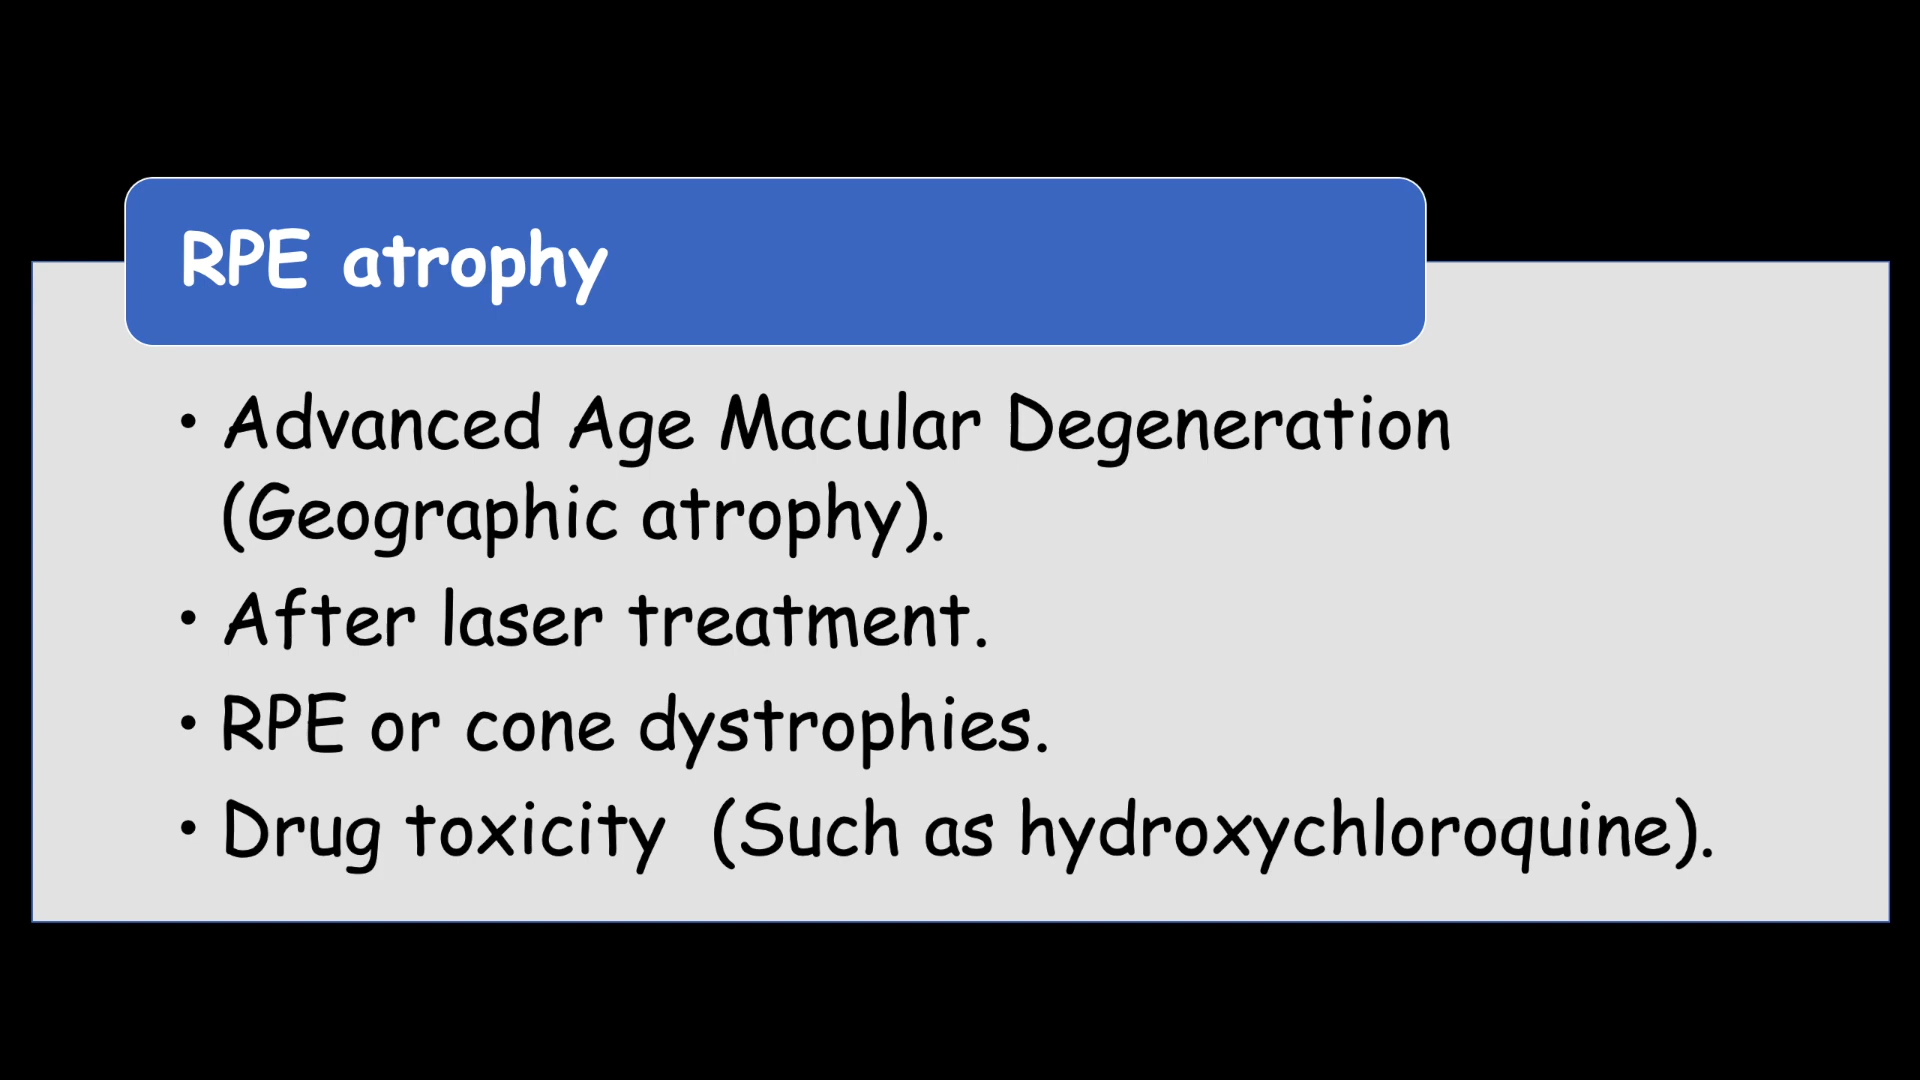 RPE atrophy
• Advanced Age Macular Degeneration
(Geographic atrophy).
• After laser treatment.
• RPE or cone dystrophies.
• Drug toxicity  (Such as hydroxychloroquine).